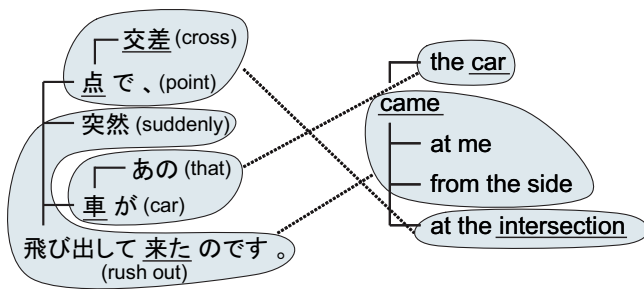 交差 (cross)
点 で 、 (point)
突然 (suddenly)
あの (that)
車 が (car)
飛び出して 来た のです 。
(rush out)
the car
came
at me
from the side
at the intersection